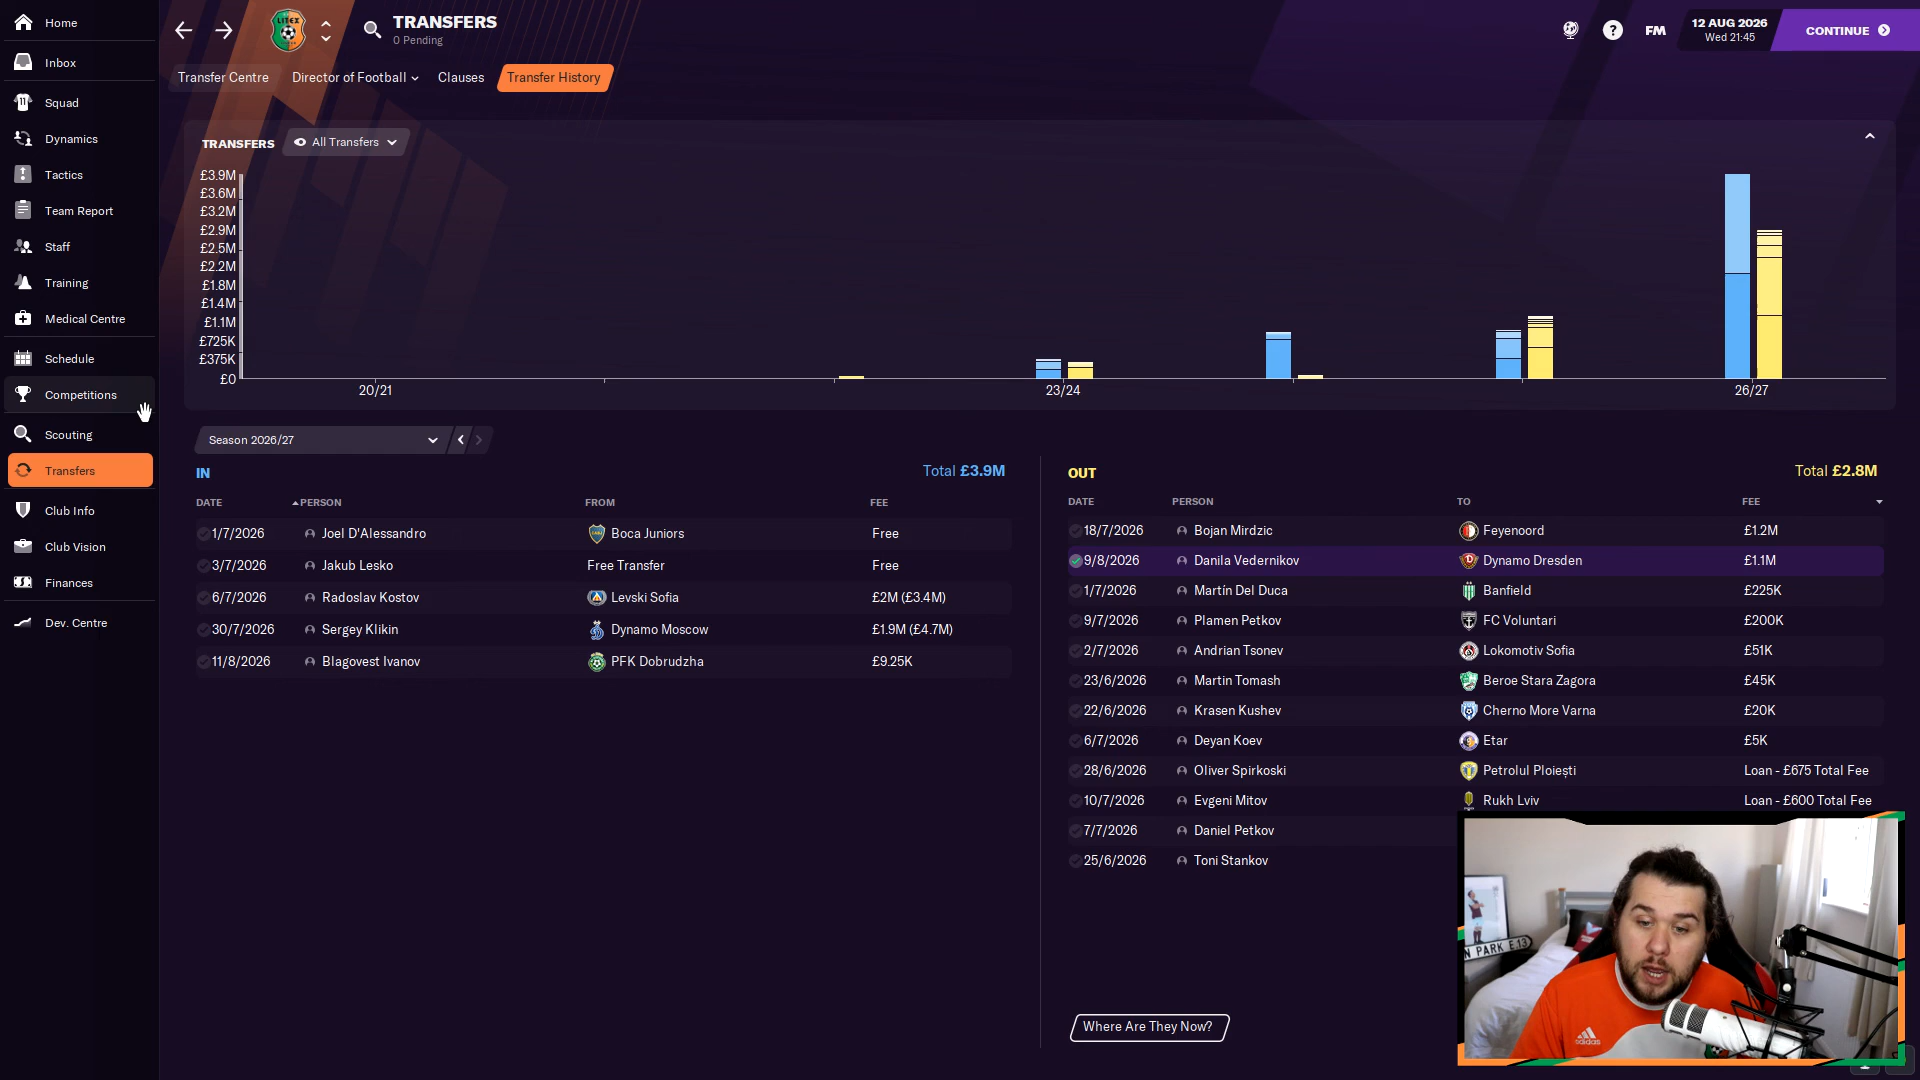 Home
Inbox
Squad
Dynamics
Tactics
Team Report
Staff
Training
Medical Centre
Schedule
Competitions
Scouting
Transfers
Club Info
Club Vision
Finances
Dev. Centre
LITEX
TRANSFERS
0 Pending
FM
12 AUG 2026
Wed 21:45
CONTINUE
Transfer Centre
Director of Football
Clauses
Transfer History
TRANSFERS
All Transfers
£3.9M
£3.6M
£3.2M
£2.9M
£2.5M
£2.2M
£1.8M
£1.4M
£1.1M
£725K
£375K
£0
20/21
23/24
26/27
Season 2026/27
IN
Total £3.9M
DATE PERSON FROM FEE
1/7/2026 Joel D'Alessandro Boca Juniors Free
3/7/2026 Jakub Lesko Free Transfer Free
6/7/2026 Radoslav Kostov Levski Sofia £2M (£3.4M)
30/7/2026 Sergey Klikin Dynamo Moscow £1.9M (£4.7M)
11/8/2026 Blagovest Ivanov PFK Dobrudzha £9.25K
OUT
Total £2.8M
DATE PERSON TO FEE
18/7/2026 Bojan Mirdzic Feyenoord £1.2M
9/8/2026 Danila Vedernikov Dynamo Dresden £1.1M
1/7/2026 Martín Del Duca Banfield £225K
9/7/2026 Plamen Petkov FC Voluntari £200K
2/7/2026 Andrian Tsonev Lokomotiv Sofia £51K
23/6/2026 Martin Tomash Beroe Stara Zagora £45K
22/6/2026 Krasen Kushev Cherno More Varna £20K
6/7/2026 Deyan Koev Etar £5K
28/6/2026 Oliver Spirkoski Petrolul Ploiești Loan - £675 Total Fee
10/7/2026 Evgeni Mitov Rukh Lviv Loan - £600 Total Fee
7/7/2026 Daniel Petkov
25/6/2026 Toni Stankov
Where Are They Now?
N PARK E.13
adidas